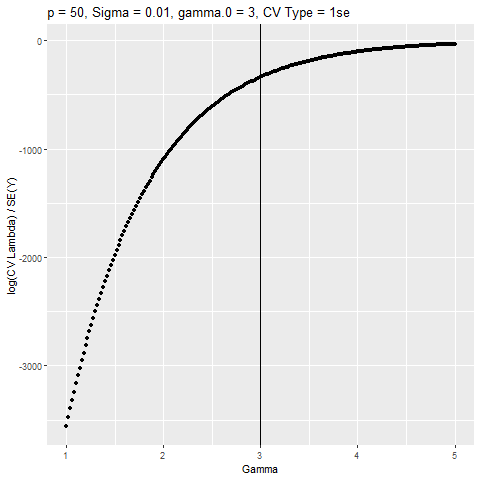 p = 50, Sigma = 0.01, gamma.0 = 3, CV Type = 1se
log(CV Lambda) / SE(Y)
0
-1000
-2000
-3000
1 2 3 4 5
Gamma